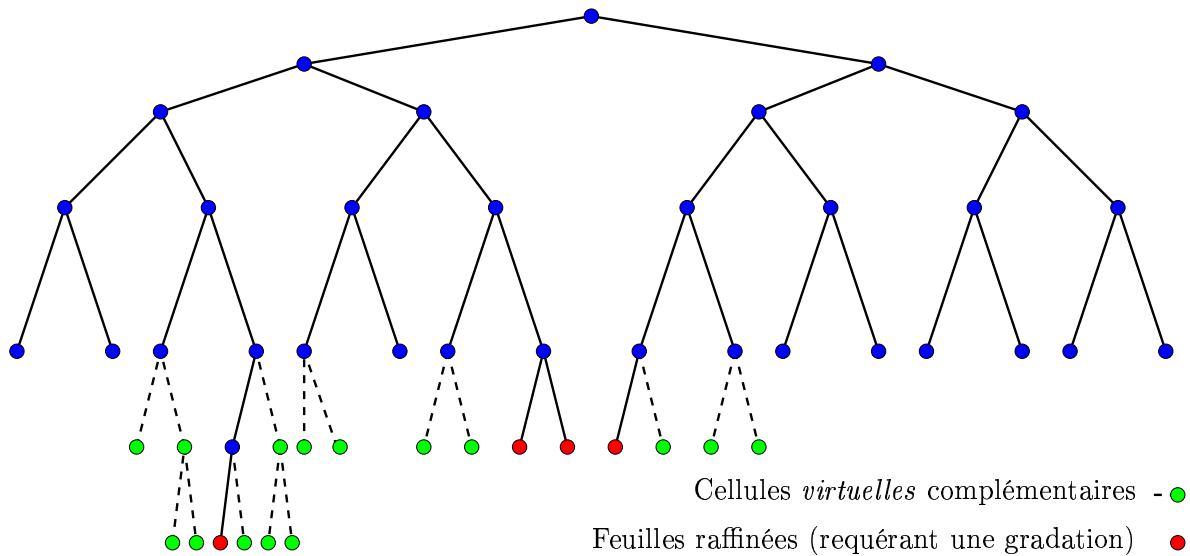 Cellules virtuelles complémentaires -
Feuilles raffinées (requérant une gradation)